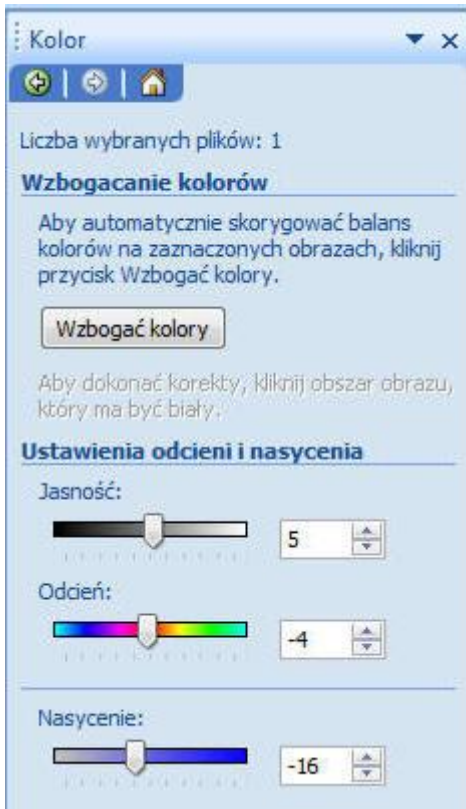 Kolor
Liczba wybranych plików: 1
Wzbogacanie kolorów
Aby automatycznie skorygować balans
kolorów na zaznaczonych obrazach, kliknij
przycisk Wzbogać kolory.
Wzbogać kolory
Aby dokonać korekty, kliknij obszar obrazu,
który ma być biały.
Ustawienia odcieni i nasycenia
Jasność:
5
Odcień:
-4
Nasycenie:
-16